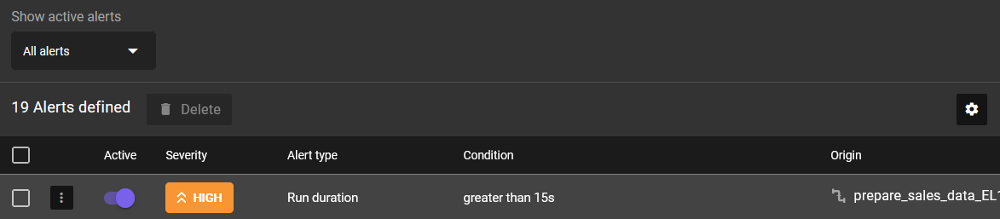 Show active alerts
All alerts
19 Alerts defined Delete
Active Severity Alert type Condition Origin
HIGH Run duration greater than 15s prepare_sales_data_EL